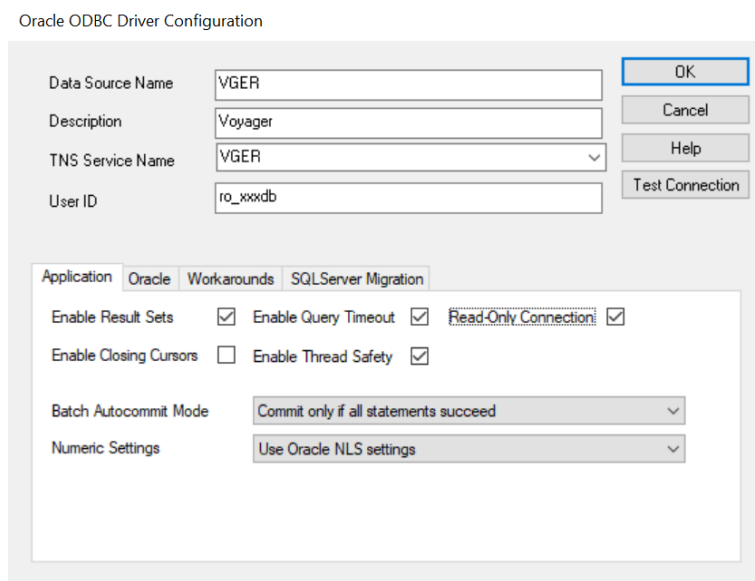 Oracle ODBC Driver Configuration
Data Source Name VGER OK
Description Voyager Cancel
TNS Service Name VGER Help
User ID ro_xxxdb Test Connection
Application Oracle Workarounds SQLServer Migration
Enable Result Sets Enable Query Timeout Read-Only Connection
Enable Closing Cursors Enable Thread Safety
Batch Autocommit Mode Commit only if all statements succeed
Numeric Settings Use Oracle NLS settings